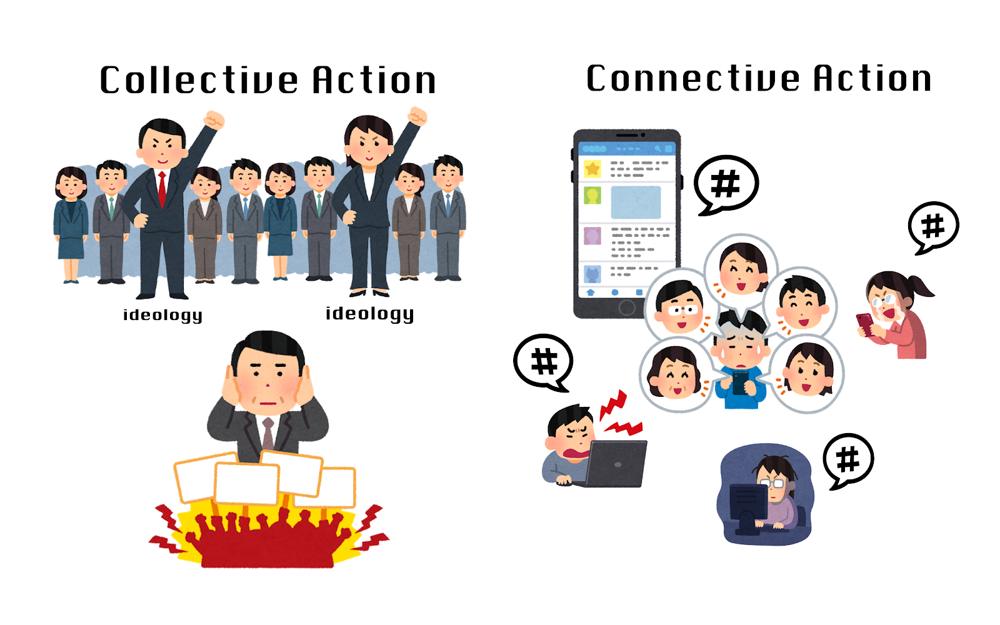 Collective Action
Connective Action
#
#
ideology
ideology
#
#